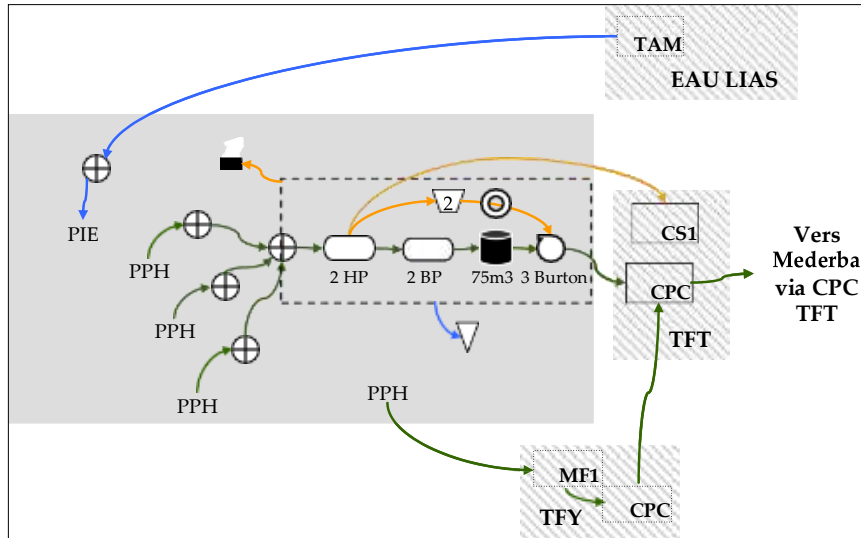 TAM
EAU LIAS
PIE
2
CS1
Vers
Mederba
via CPC
TFT
PPH
2 HP
2 BP
75m3
3 Burton
CPC
PPH
TFT
PPH
PPH
MF1
TFY
CPC